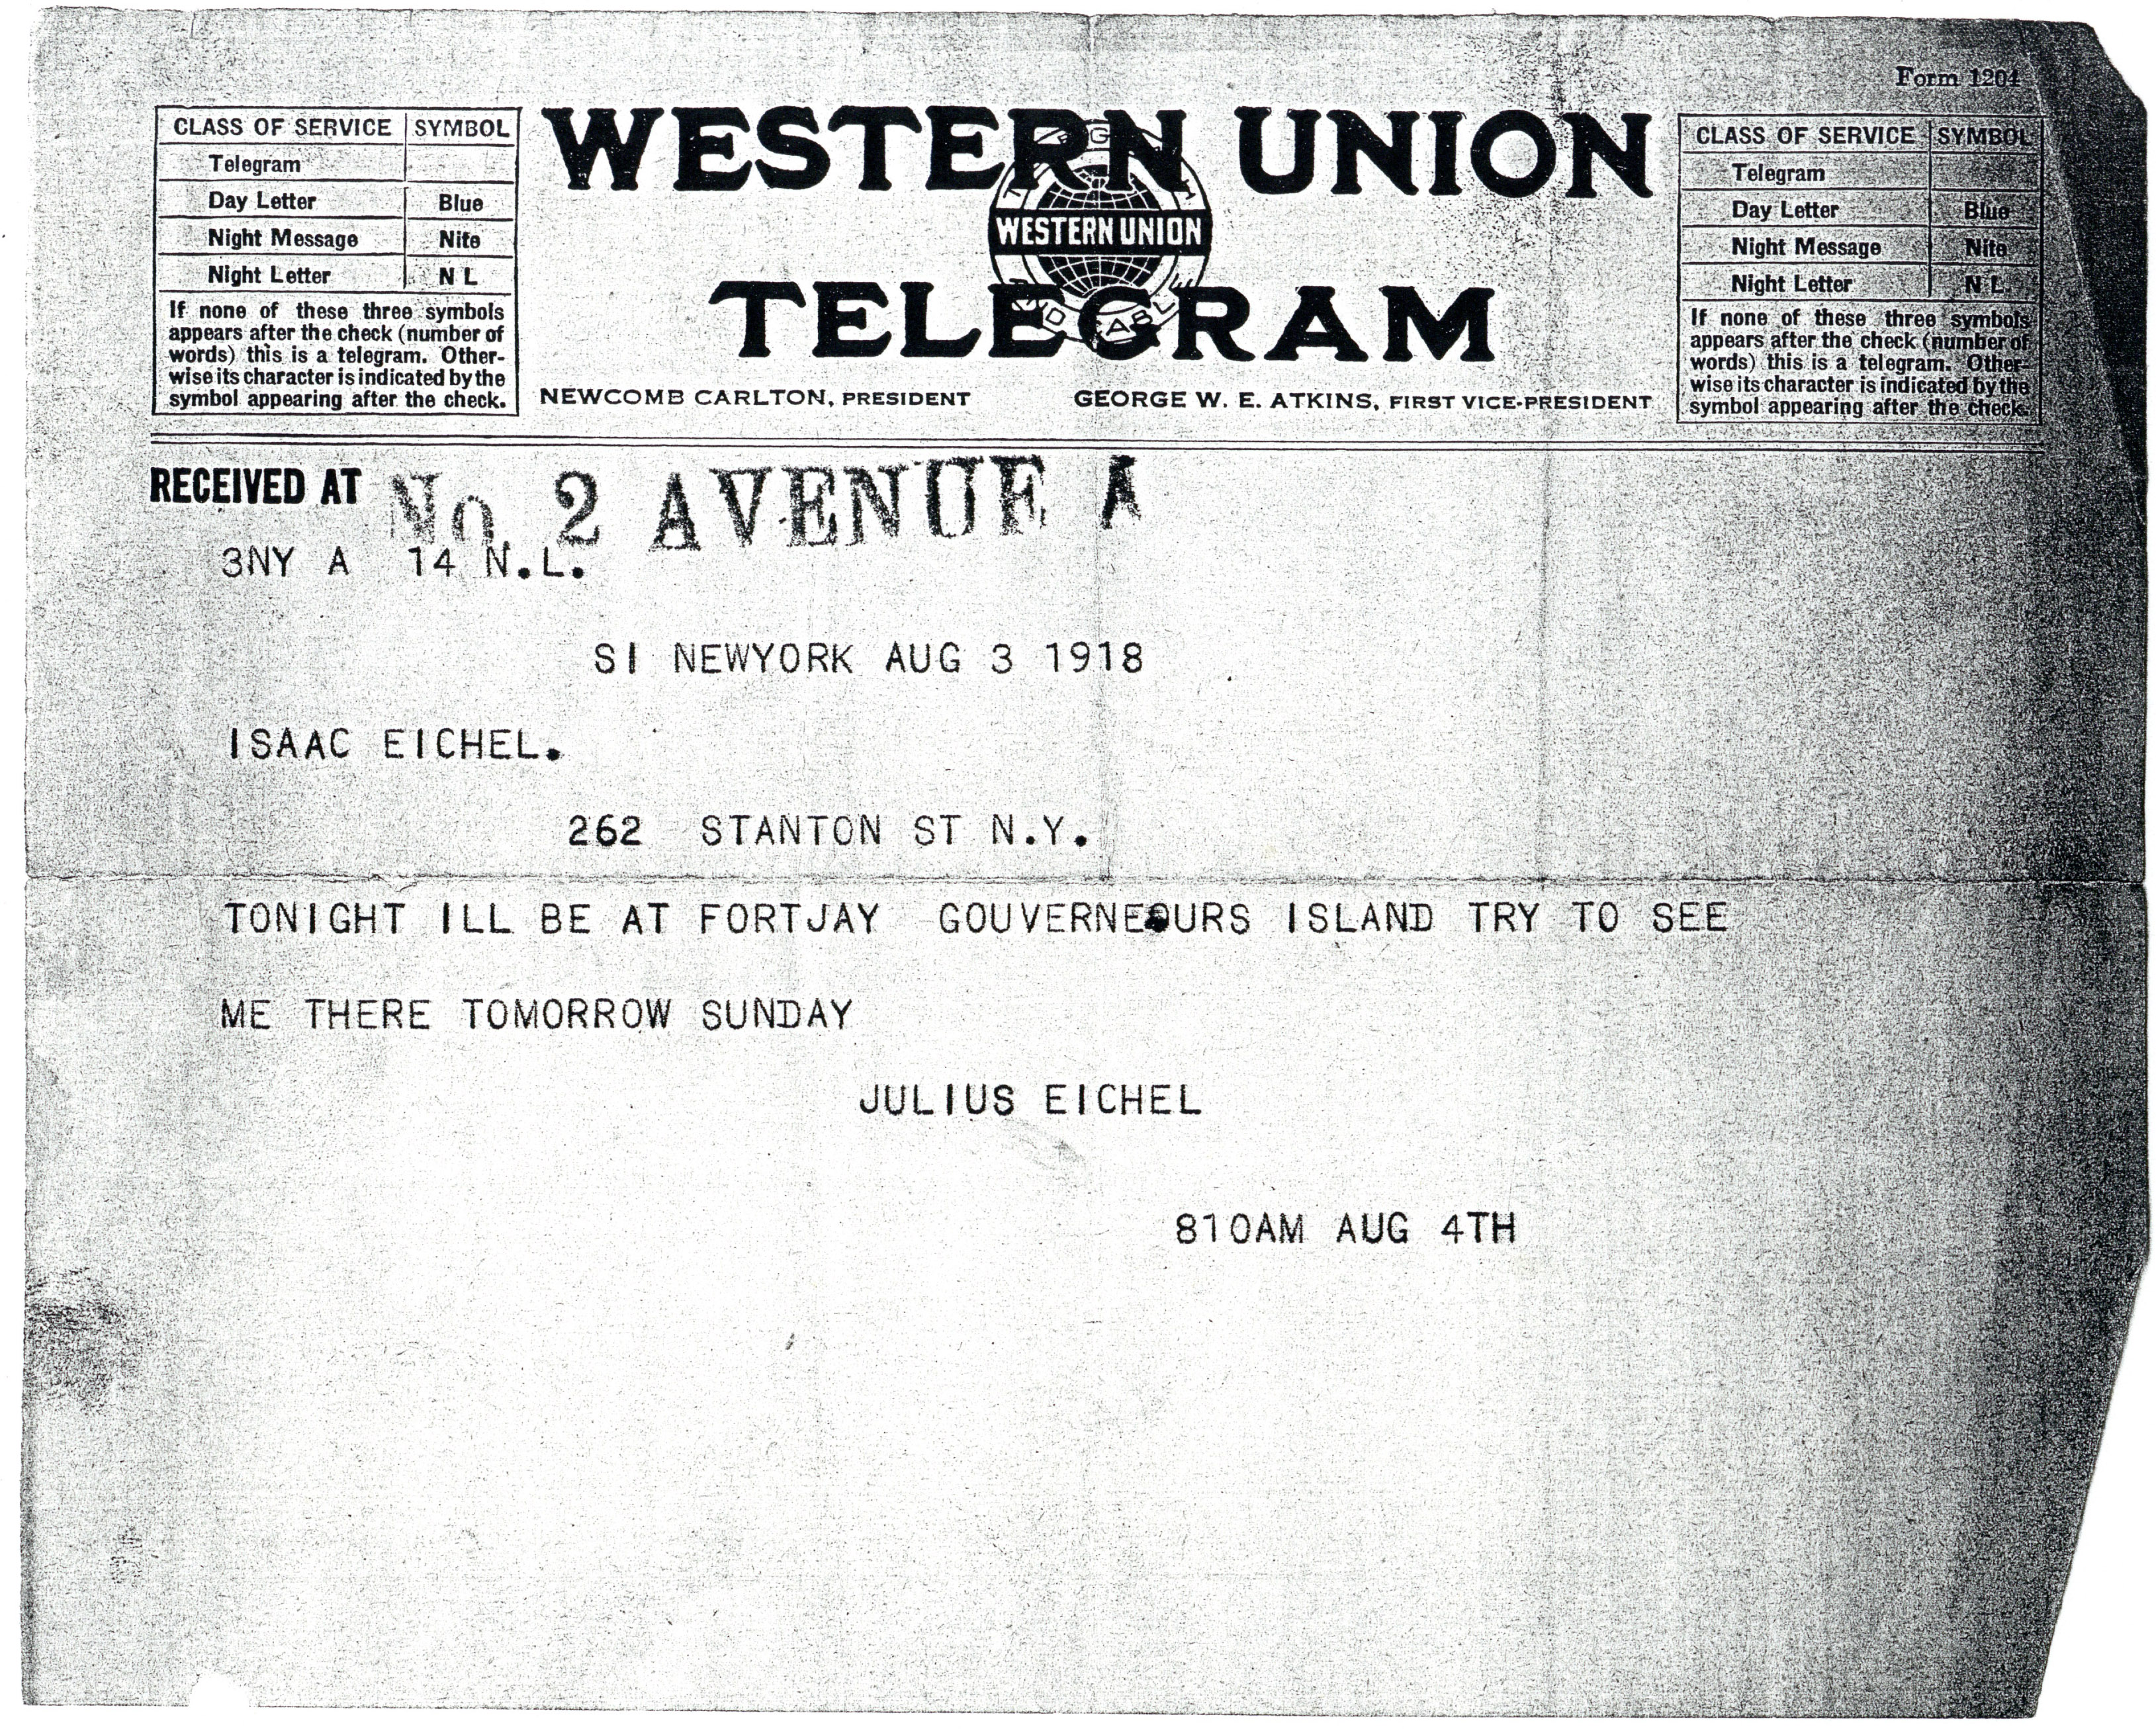 Form 1204
CLASS OF SERVICE SYMBOL
Telegram
Day Letter Blue
Night Message Nite
Night Letter N L
If none of these three symbols
appears after the check (number of
words) this is a telegram. Other-
wise its character is indicated by the
symbol appearing after the check.
WESTERN UNION
WESTERN UNION
TELEGRAM
NEWCOMB CARLTON, PRESIDENT GEORGE W. E. ATKINS, FIRST VICE-PRESIDENT
CLASS OF SERVICE SYMBOL
Telegram
Day Letter Blue
Night Message Nite
Night Letter N L
If none of these three symbols
appears after the check (number of
words) this is a telegram. Other-
wise its character is indicated by the
symbol appearing after the check.
RECEIVED AT No. 2 AVENUE A
3NY A 14 N.L.
SI NEWYORK AUG 3 1918
ISAAC EICHEL.
262 STANTON ST N.Y.
TONIGHT ILL BE AT FORTJAY ISLAND TRY TO SEE
ME THERE TOMORROW SUNDAY
JULIUS EICHEL
810AM AUG 4TH